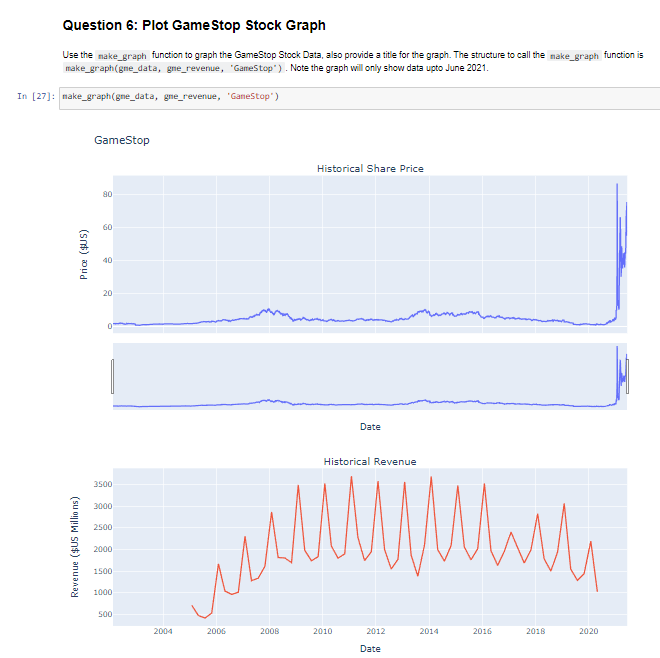 Question 6: Plot GameStop Stock Graph
Use the make_graph function to graph the GameStop Stock Data, also provide a title for the graph. The structure to call the make_graph function is
make_graph(gme_data, gme_revenue, 'GameStop') . Note the graph will only show data upto June 2021.
In [27]: make_graph(gme_data, gme_revenue, 'GameStop')
GameStop
Historical Share Price
80
60
40
20
0
Price ($US)
Date
Historical Revenue
3500
3000
2500
2000
1500
1000
500
Revenue ($US Millions)
2004 2006 2008 2010 2012 2014 2016 2018 2020
Date